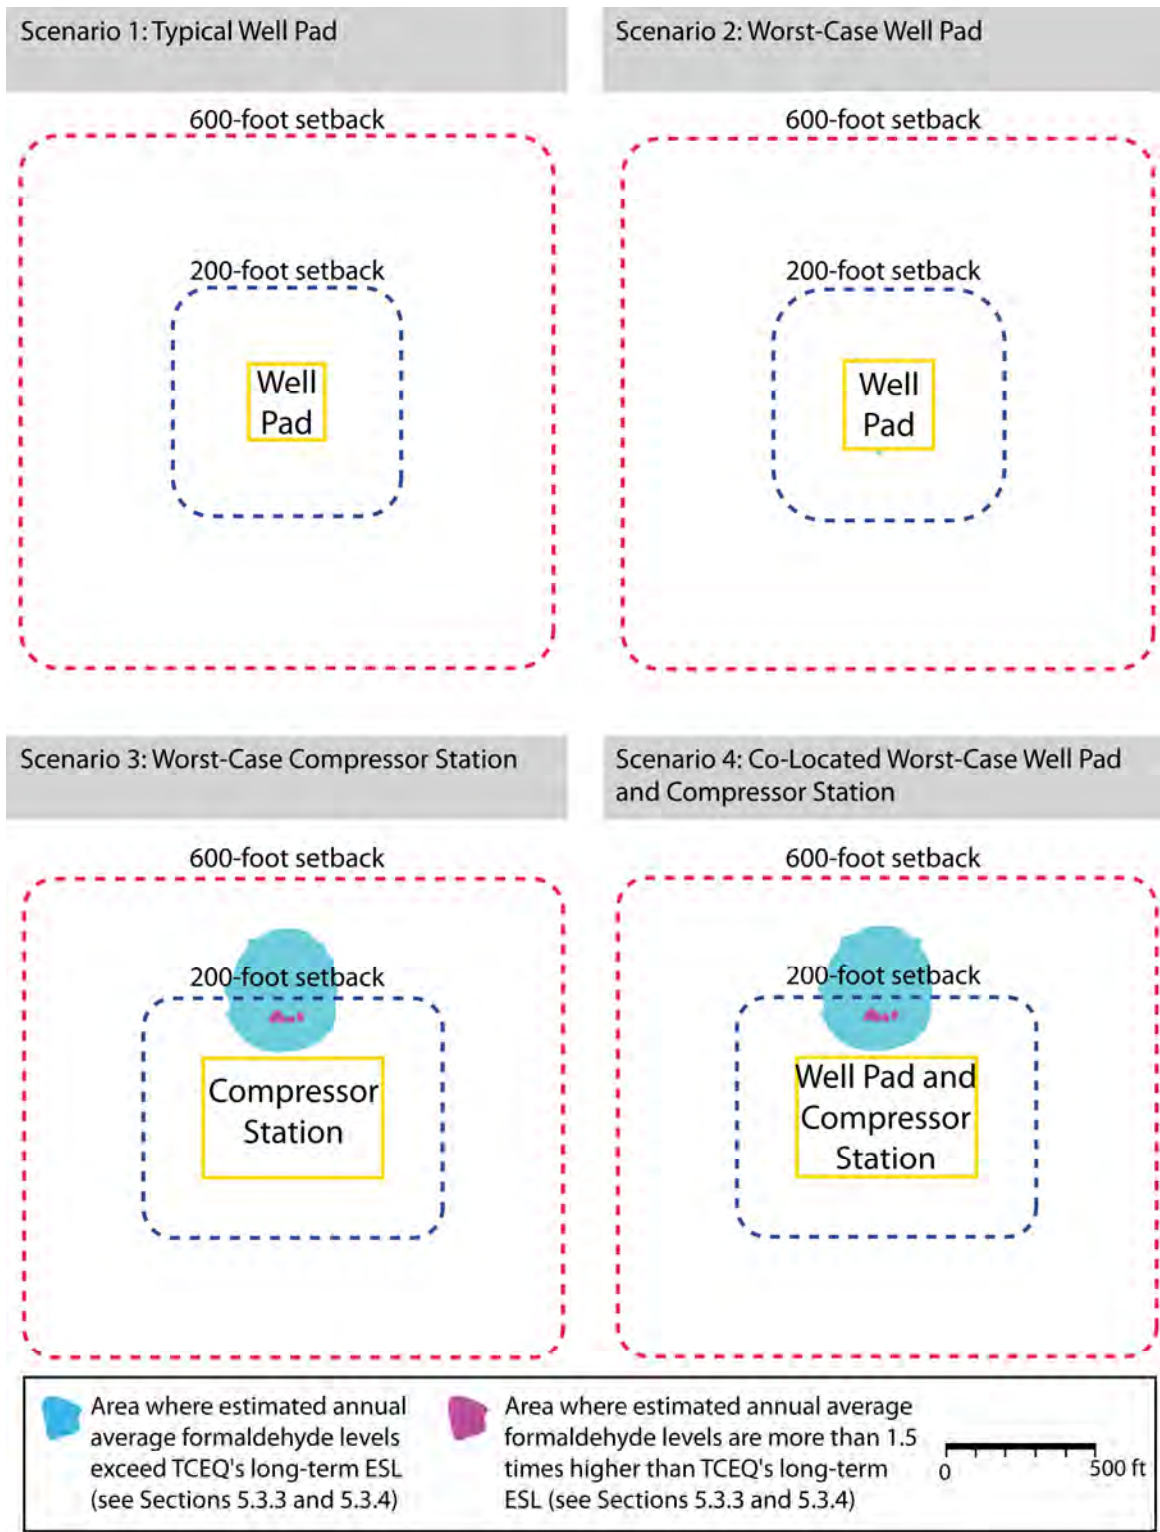 Scenario 1: Typical Well Pad
600-foot setback
200-foot setback
Well
Pad
Scenario 2: Worst-Case Well Pad
600-foot setback
200-foot setback
Well
Pad
Scenario 3: Worst-Case Compressor Station
600-foot setback
200-foot setback
Compressor
Station
Scenario 4: Co-Located Worst-Case Well Pad
and Compressor Station
600-foot setback
200-foot setback
Well Pad and
Compressor
Station
Area where estimated annual
average formaldehyde levels
exceed TCEQ's long-term ESL
(see Sections 5.3.3 and 5.3.4)
Area where estimated annual average
formaldehyde levels are more than 1.5
times higher than TCEQ's long-term
ESL (see Sections 5.3.3 and 5.3.4)
0 500 ft